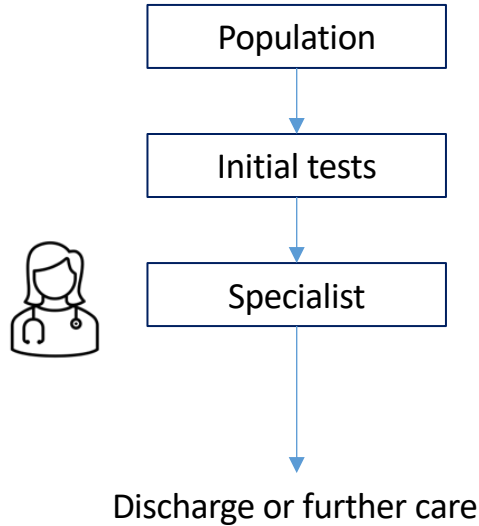 Population
Initial tests
Specialist
Discharge or further care